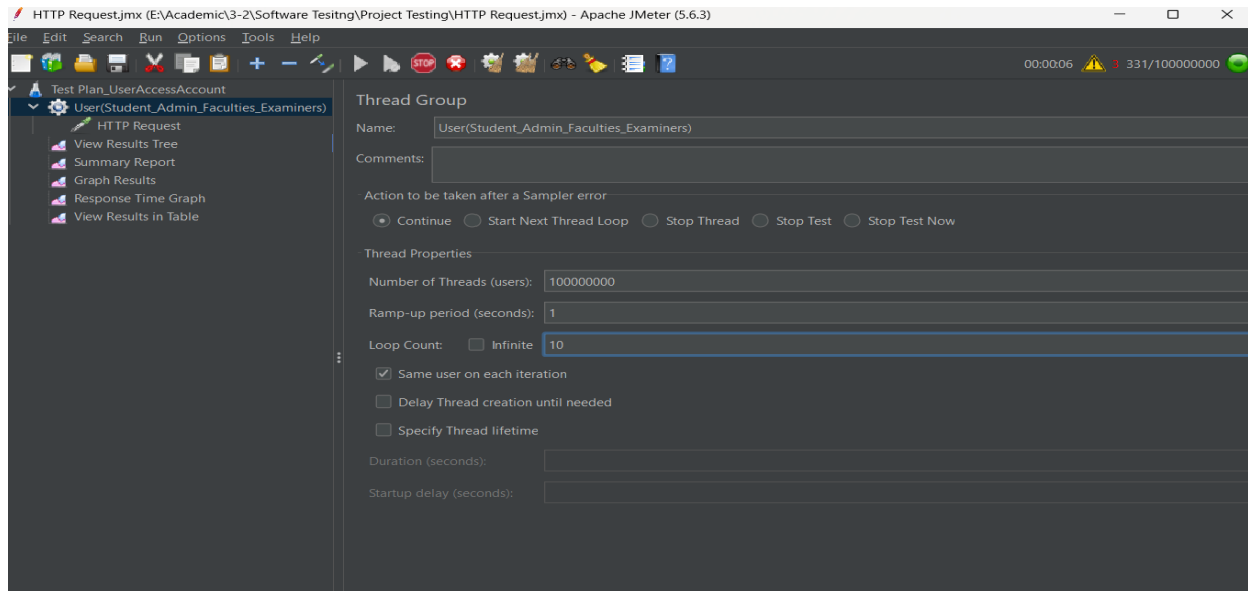 HTTP Request.jmx (E:\Academic\3-2\Software Tesitng\Project Testing\HTTP Request.jmx) - Apache JMeter (5.6.3)
File Edit Search Run Options Tools Help
STOP
00:00:06 3 331/100000000
Test Plan_UserAccessAccount
User(Student_Admin_Faculties_Examiners)
HTTP Request
View Results Tree
Summary Report
Graph Results
Response Time Graph
View Results in Table
Thread Group
Name: User(Student_Admin_Faculties_Examiners)
Comments:
Action to be taken after a Sampler error
Continue Start Next Thread Loop Stop Thread Stop Test Stop Test Now
Thread Properties
Number of Threads (users): 100000000
Ramp-up period (seconds): 1
Loop Count: Infinite 10
Same user on each iteration
Delay Thread creation until needed
Specify Thread lifetime
Duration (seconds):
Startup delay (seconds):